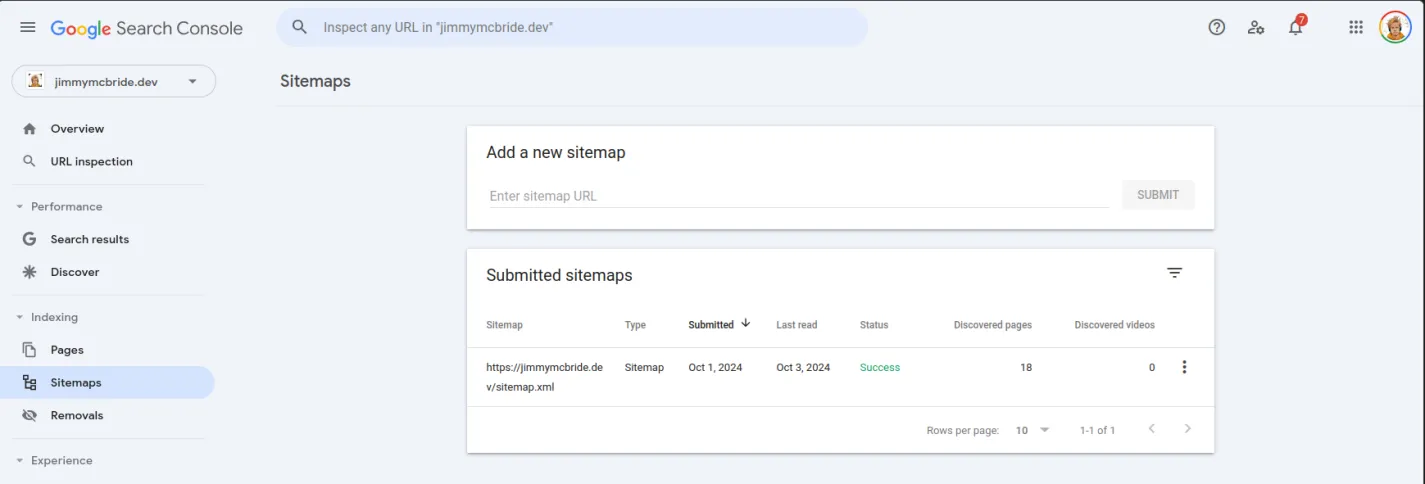 Google Search Console
Inspect any URL in "jimmymcbride.dev"
7
jimmymcbride.dev
Overview
URL inspection
Performance
Search results
Discover
Indexing
Pages
Sitemaps
Removals
Experience
Sitemaps
Add a new sitemap
Enter sitemap URL
SUBMIT
Submitted sitemaps
Sitemap Type Submitted Last read Status Discovered pages Discovered videos
https://jimmymcbride.de Sitemap Oct 1, 2024 Oct 3, 2024 Success 18 0
v/sitemap.xml
Rows per page: 10 1-1 of 1